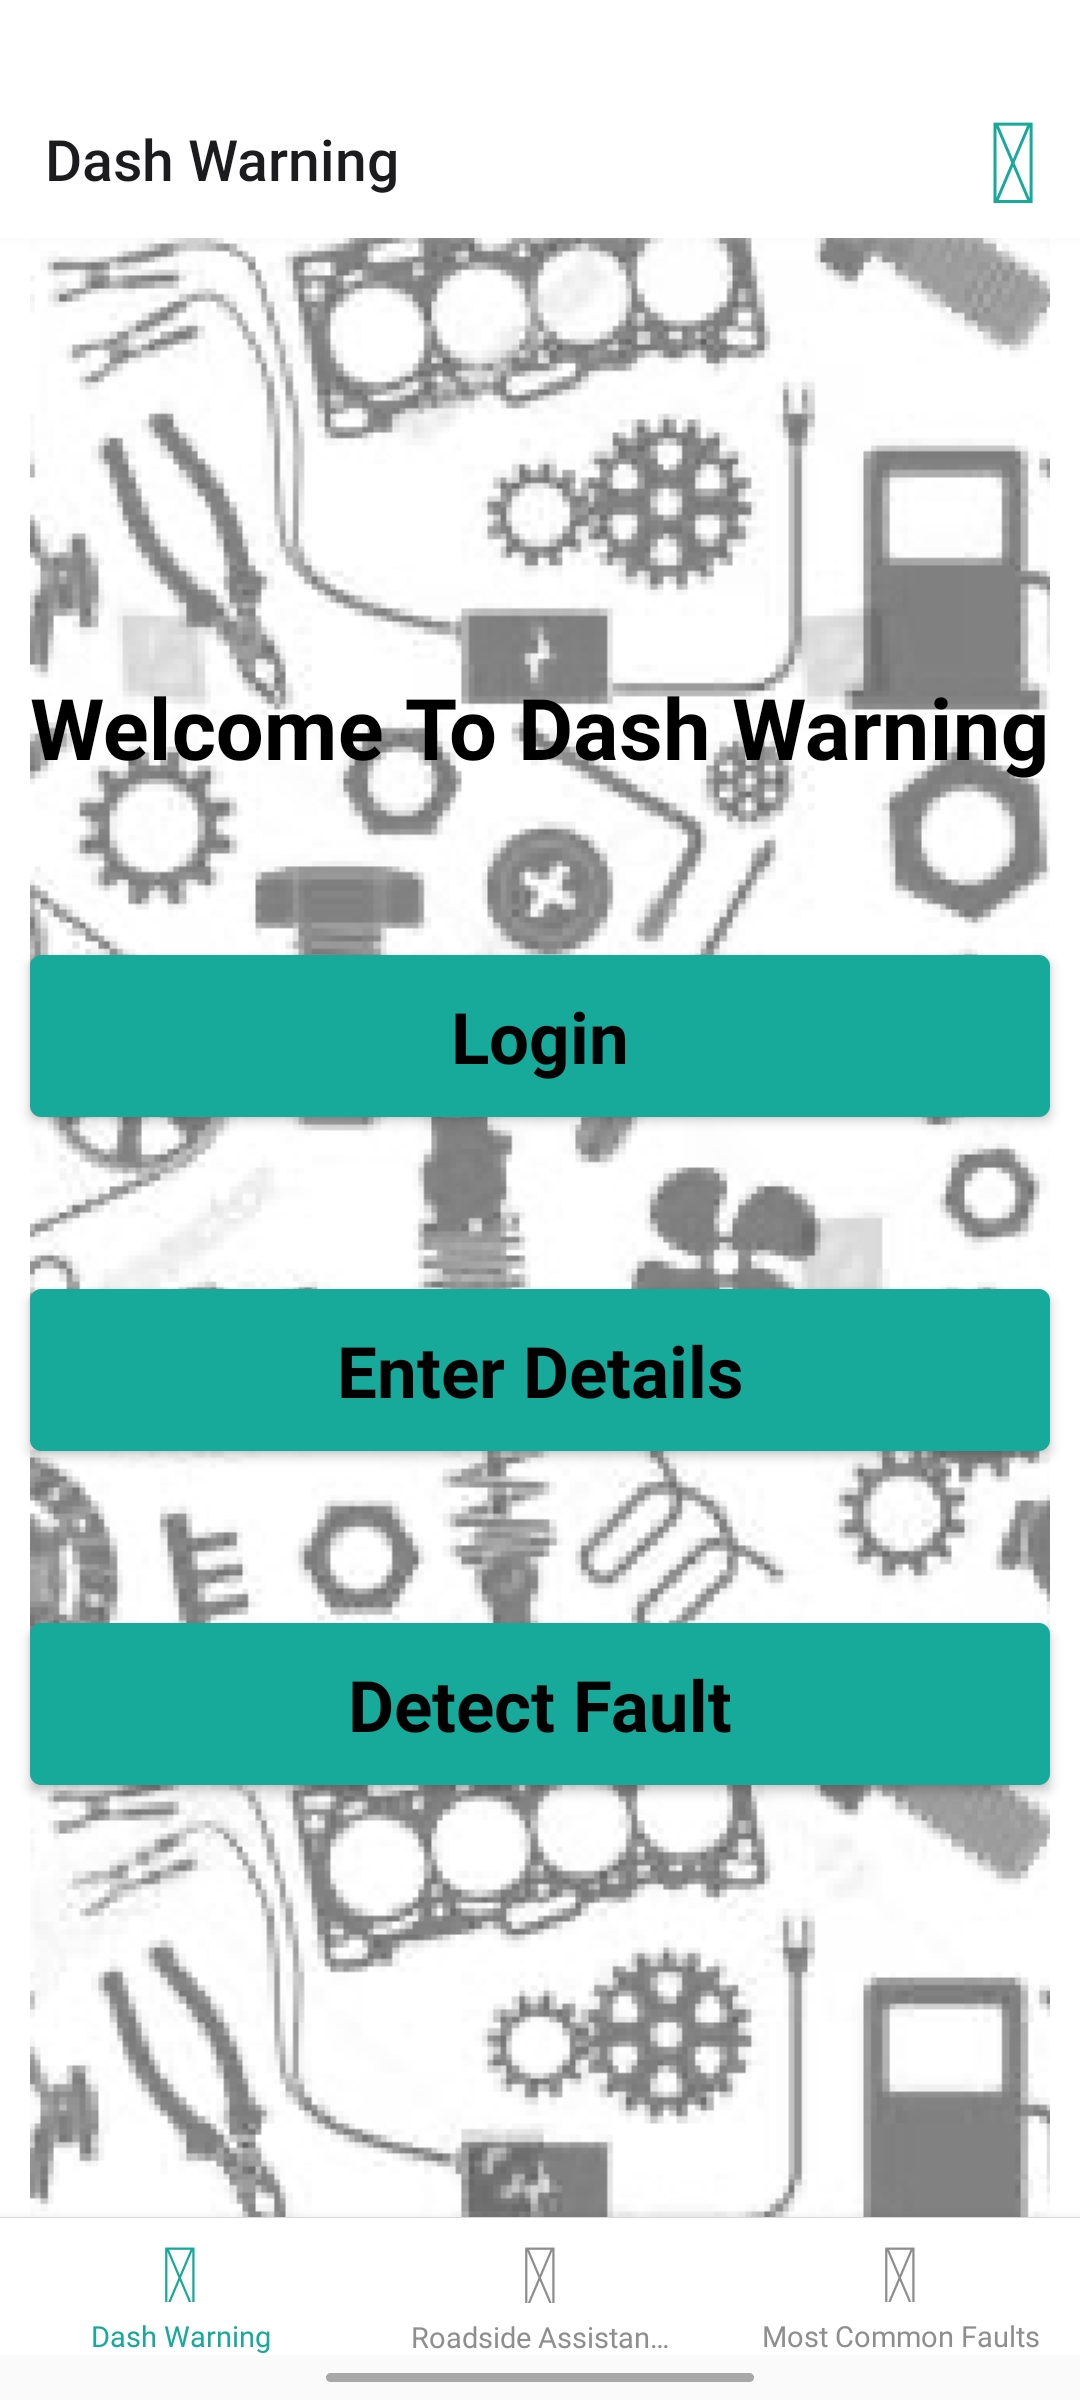 Dash Warning
Welcome To Dash Warning
Login
Enter Details
Detect Fault
Dash Warning
Roadside Assistan...
Most Common Faults